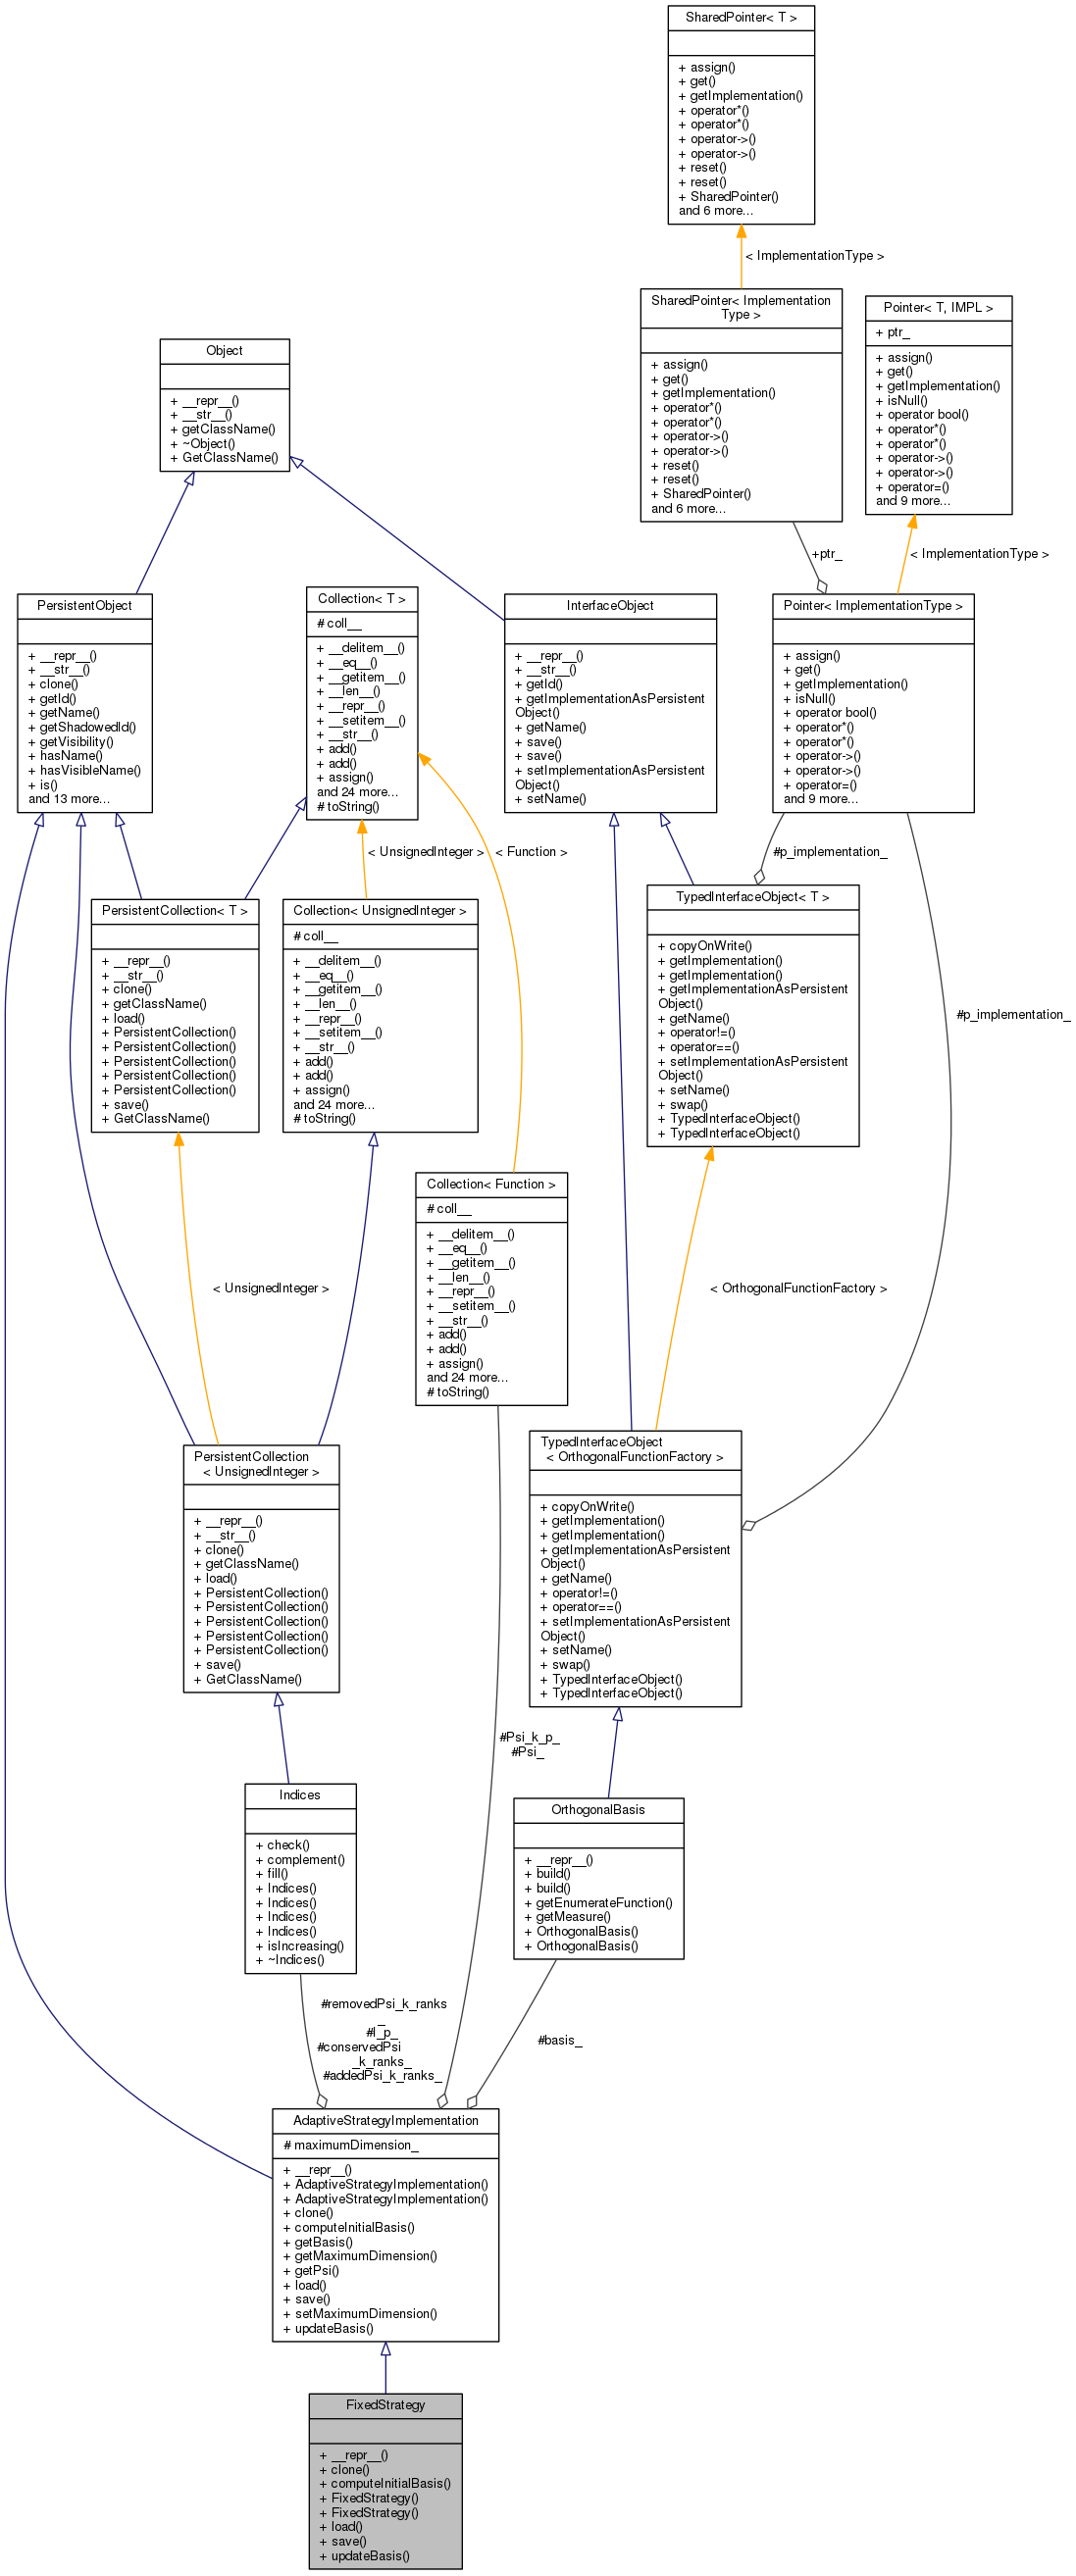 SharedPointer< T >
+ assign()
+ get()
+ getImplementation()
+ operator*()
+ operator*()
+ operator->()
+ operator->()
+ reset()
+ reset()
+ SharedPointer()
and 6 more...
< ImplementationType >
SharedPointer< Implementation
Type >
+ assign()
+ get()
+ getImplementation()
+ operator*()
+ operator*()
+ operator->()
+ operator->()
+ reset()
+ reset()
+ SharedPointer()
and 6 more...
Pointer< T, IMPL >
+ ptr_
+ assign()
+ get()
+ getImplementation()
+ isNull()
+ operator bool()
+ operator*()
+ operator*()
+ operator->()
+ operator->()
+ operator=()
and 9 more...
Object
+ __repr__()
+ __str__()
+ getClassName()
+ ~Object()
+ GetClassName()
+ptr_
< ImplementationType >
PersistentObject
+ __repr__()
+ __str__()
+ clone()
+ getId()
+ getName()
+ getShadowedId()
+ getVisibility()
+ hasName()
+ hasVisibleName()
+ is()
and 13 more...
Collection< T >
# coll__
+ __delitem__()
+ __eq__()
+ __getitem__()
+ __len__()
+ __repr__()
+ __setitem__()
+ __str__()
+ add()
+ add()
+ assign()
and 24 more...
# toString()
InterfaceObject
+ __repr__()
+ __str__()
+ getId()
+ getImplementationAsPersistent
Object()
+ getName()
+ save()
+ save()
+ setImplementationAsPersistent
Object()
+ setName()
Pointer< ImplementationType >
+ assign()
+ get()
+ getImplementation()
+ isNull()
+ operator bool()
+ operator*()
+ operator*()
+ operator->()
+ operator->()
+ operator=()
and 9 more...
< UnsignedInteger >
< Function >
#p_implementation_
PersistentCollection< T >
+ __repr__()
+ __str__()
+ clone()
+ getClassName()
+ load()
+ PersistentCollection()
+ PersistentCollection()
+ PersistentCollection()
+ PersistentCollection()
+ PersistentCollection()
+ save()
+ GetClassName()
Collection< UnsignedInteger >
# coll__
+ __delitem__()
+ __eq__()
+ __getitem__()
+ __len__()
+ __repr__()
+ __setitem__()
+ __str__()
+ add()
+ add()
+ assign()
and 24 more...
# toString()
TypedInterfaceObject< T >
+ copyOnWrite()
+ getImplementation()
+ getImplementation()
+ getImplementationAsPersistent
Object()
+ getName()
+ operator!=()
+ operator==()
+ setImplementationAsPersistent
Object()
+ setName()
+ swap()
+ TypedInterfaceObject()
+ TypedInterfaceObject()
#p_implementation_
Collection< Function >
# coll__
+ __delitem__()
+ __eq__()
+ __getitem__()
+ __len__()
+ __repr__()
+ __setitem__()
+ __str__()
+ add()
+ add()
+ assign()
and 24 more...
# toString()
< UnsignedInteger >
< OrthogonalFunctionFactory >
PersistentCollection
< UnsignedInteger >
+ __repr__()
+ __str__()
+ clone()
+ getClassName()
+ load()
+ PersistentCollection()
+ PersistentCollection()
+ PersistentCollection()
+ PersistentCollection()
+ PersistentCollection()
+ save()
+ GetClassName()
TypedInterfaceObject
< OrthogonalFunctionFactory >
+ copyOnWrite()
+ getImplementation()
+ getImplementation()
+ getImplementationAsPersistent
Object()
+ getName()
+ operator!=()
+ operator==()
+ setImplementationAsPersistent
Object()
+ setName()
+ swap()
+ TypedInterfaceObject()
+ TypedInterfaceObject()
#Psi_k_p_
#Psi_
Indices
+ check()
+ complement()
+ fill()
+ Indices()
+ Indices()
+ Indices()
+ Indices()
+ isIncreasing()
+ ~Indices()
OrthogonalBasis
+ __repr__()
+ build()
+ build()
+ getEnumerateFunction()
+ getMeasure()
+ OrthogonalBasis()
+ OrthogonalBasis()
#removedPsi_k_ranks
_
#I_p_
#conservedPsi
_k_ranks_
#addedPsi_k_ranks_
#basis_
AdaptiveStrategyImplementation
# maximumDimension_
+ __repr__()
+ AdaptiveStrategyImplementation()
+ AdaptiveStrategyImplementation()
+ clone()
+ computeInitialBasis()
+ getBasis()
+ getMaximumDimension()
+ getPsi()
+ load()
+ save()
+ setMaximumDimension()
+ updateBasis()
FixedStrategy
+ __repr__()
+ clone()
+ computeInitialBasis()
+ FixedStrategy()
+ FixedStrategy()
+ load()
+ save()
+ updateBasis()